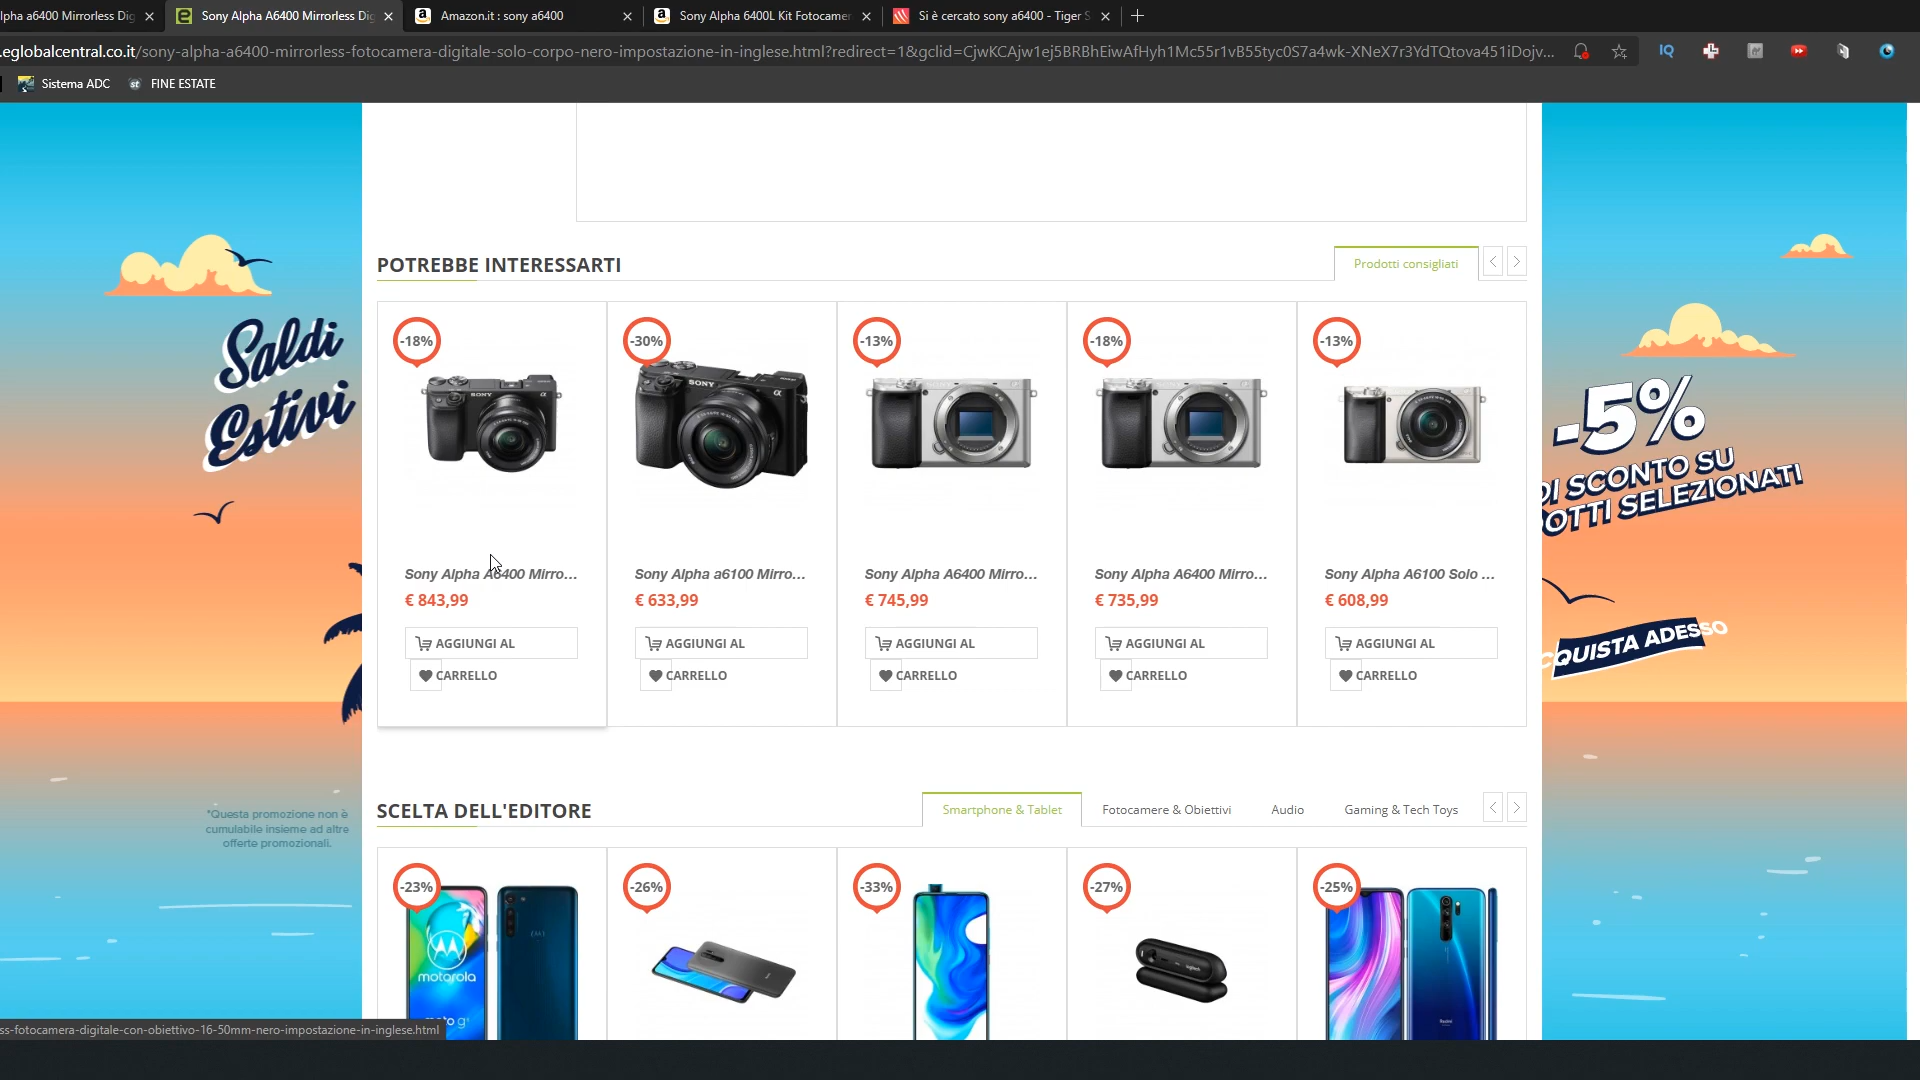 lpha a6400 Mirrorless Dig
Sony Alpha A6400 Mirrorless Dig
Amazon.it : sony a6400
Sony Alpha 6400L Kit Fotocamer
Si è cercato sony a6400 - Tiger S
.eglobalcentral.co.it/sony-alpha-a6400-mirrorless-fotocamera-digitale-solo-corpo-nero-impostazione-in-inglese.html?redirect=1&gclid=CjwKCAjw1ej5BRBhEiwAfHyh1Mc55r1vB55tyc0S7a4wk-XNeX7r3YdTQtova451iDojv...
IQ
Sistema ADC
st FINE ESTATE
Saldi
Estivi
*Questa promozione non è
cumulabile insieme ad altre
offerte promozionali.
POTREBBE INTERESSARTI
Prodotti consigliati
-18%
-30%
-13%
-18%
-13%
SONY
α
SONY
α
Sony Alpha A6400 Mirro...
Sony Alpha a6100 Mirro...
Sony Alpha A6400 Mirro...
Sony Alpha A6400 Mirro...
Sony Alpha A6100 Solo ...
€ 843,99
€ 633,99
€ 745,99
€ 735,99
€ 608,99
AGGIUNGI AL
CARRELLO
AGGIUNGI AL
CARRELLO
AGGIUNGI AL
CARRELLO
AGGIUNGI AL
CARRELLO
AGGIUNGI AL
CARRELLO
-5%
DI SCONTO SU
OTTI SELEZIONATI
CQUISTA ADESSO
SCELTA DELL'EDITORE
Smartphone & Tablet
Fotocamere & Obiettivi
Audio
Gaming & Tech Toys
-23%
-26%
-33%
-27%
-25%
motorola
moto g
Redmi
ss-fotocamera-digitale-con-obiettivo-16-50mm-nero-impostazione-in-inglese.html